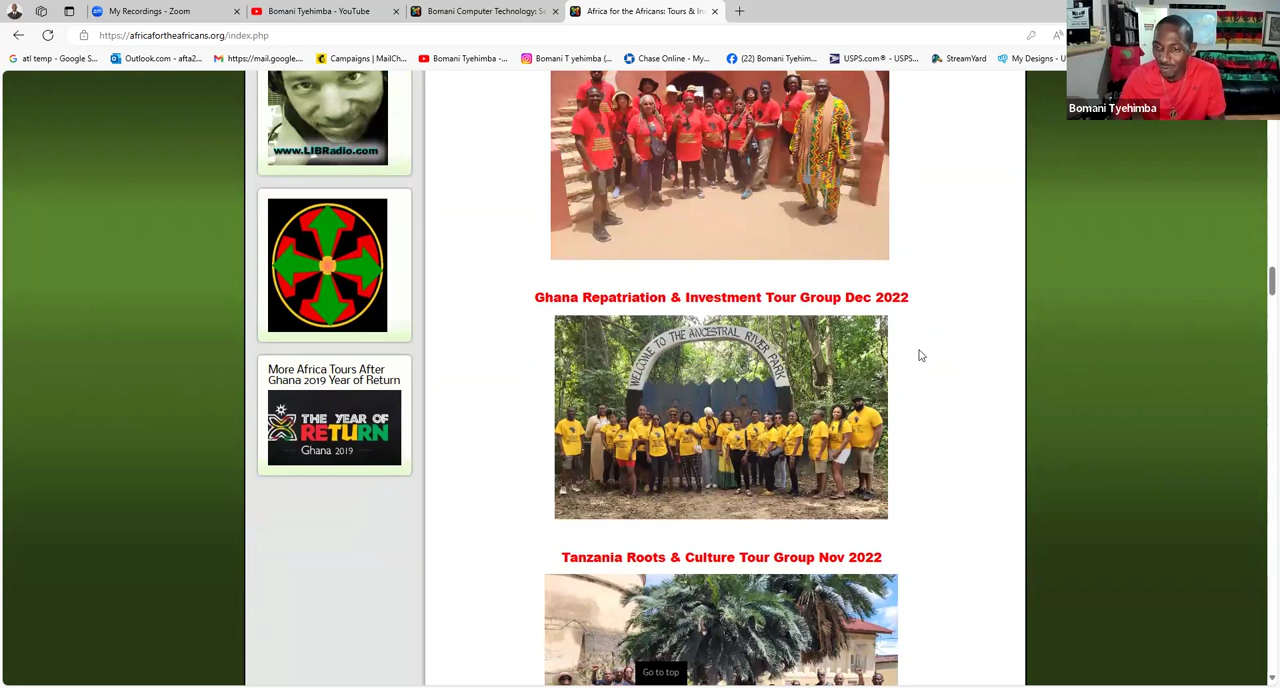 My Recordings - Zoom
Bomani Tyehimba - YouTube
Bomani Computer Technology: Se
Africa for the Africans: Tours & In
https://africafortheafricans.org/index.php
atl temp - Google S...
Outlook.com - afta2...
https://mail.google....
Campaigns | MailCh...
Bomani Tyehimba -...
Bomani T yehimba (...
Chase Online - My...
(22) Bomani Tyehim...
USPS.com® - USPS...
StreamYard
My Designs - U
Bomani Tyehimba
www.LIBRadio.com
Ghana Repatriation & Investment Tour Group Dec 2022
WELCOME TO THE ANCESTRAL RIVER PARK
More Africa Tours After
Ghana 2019 Year of Return
THE YEAR OF
RETURN
Ghana 2019
Tanzania Roots & Culture Tour Group Nov 2022
Go to top